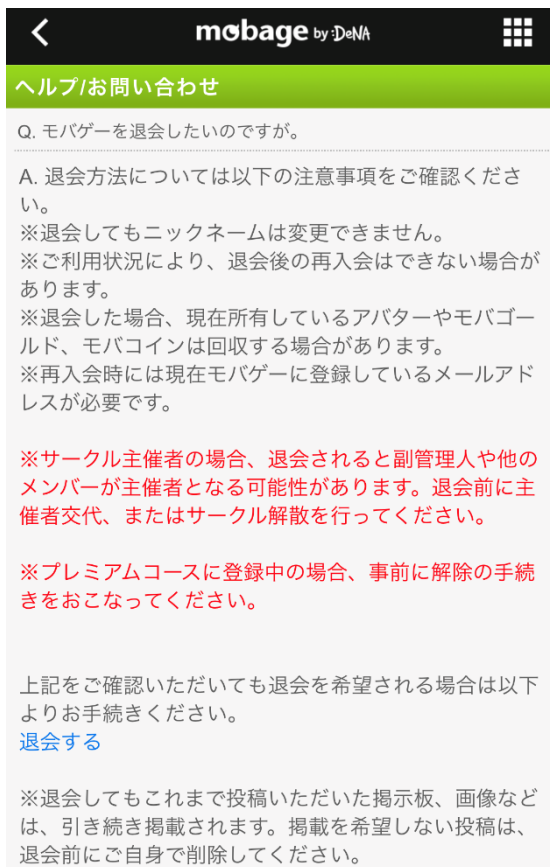 mobage by :DeNA
ヘルプ/お問い合わせ
Q. モバゲーを退会したいのですが。
A. 退会方法については以下の注意事項をご確認くださ
い。
※退会してもニックネームは変更できません。
※ご利用状況により、退会後の再入会はできない場合が
あります。
※退会した場合、現在所有しているアバターやモバゴー
ルド、モバコインは回収する場合があります。
※再入会時には現在モバゲーに登録しているメールアド
レスが必要です。
※サークル主催者の場合、退会されると副管理人や他の
メンバーが主催者となる可能性があります。退会前に主
催者交代、またはサークル解散を行ってください。
※プレミアムコースに登録中の場合、事前に解除の手続
きをおこなってください。
上記をご確認いただいても退会を希望される場合は以下
よりお手続きください。
退会する
※退会してもこれまで投稿いただいた掲示板、画像など
は、引き続き掲載されます。掲載を希望しない投稿は、
退会前にご自身で削除してください。